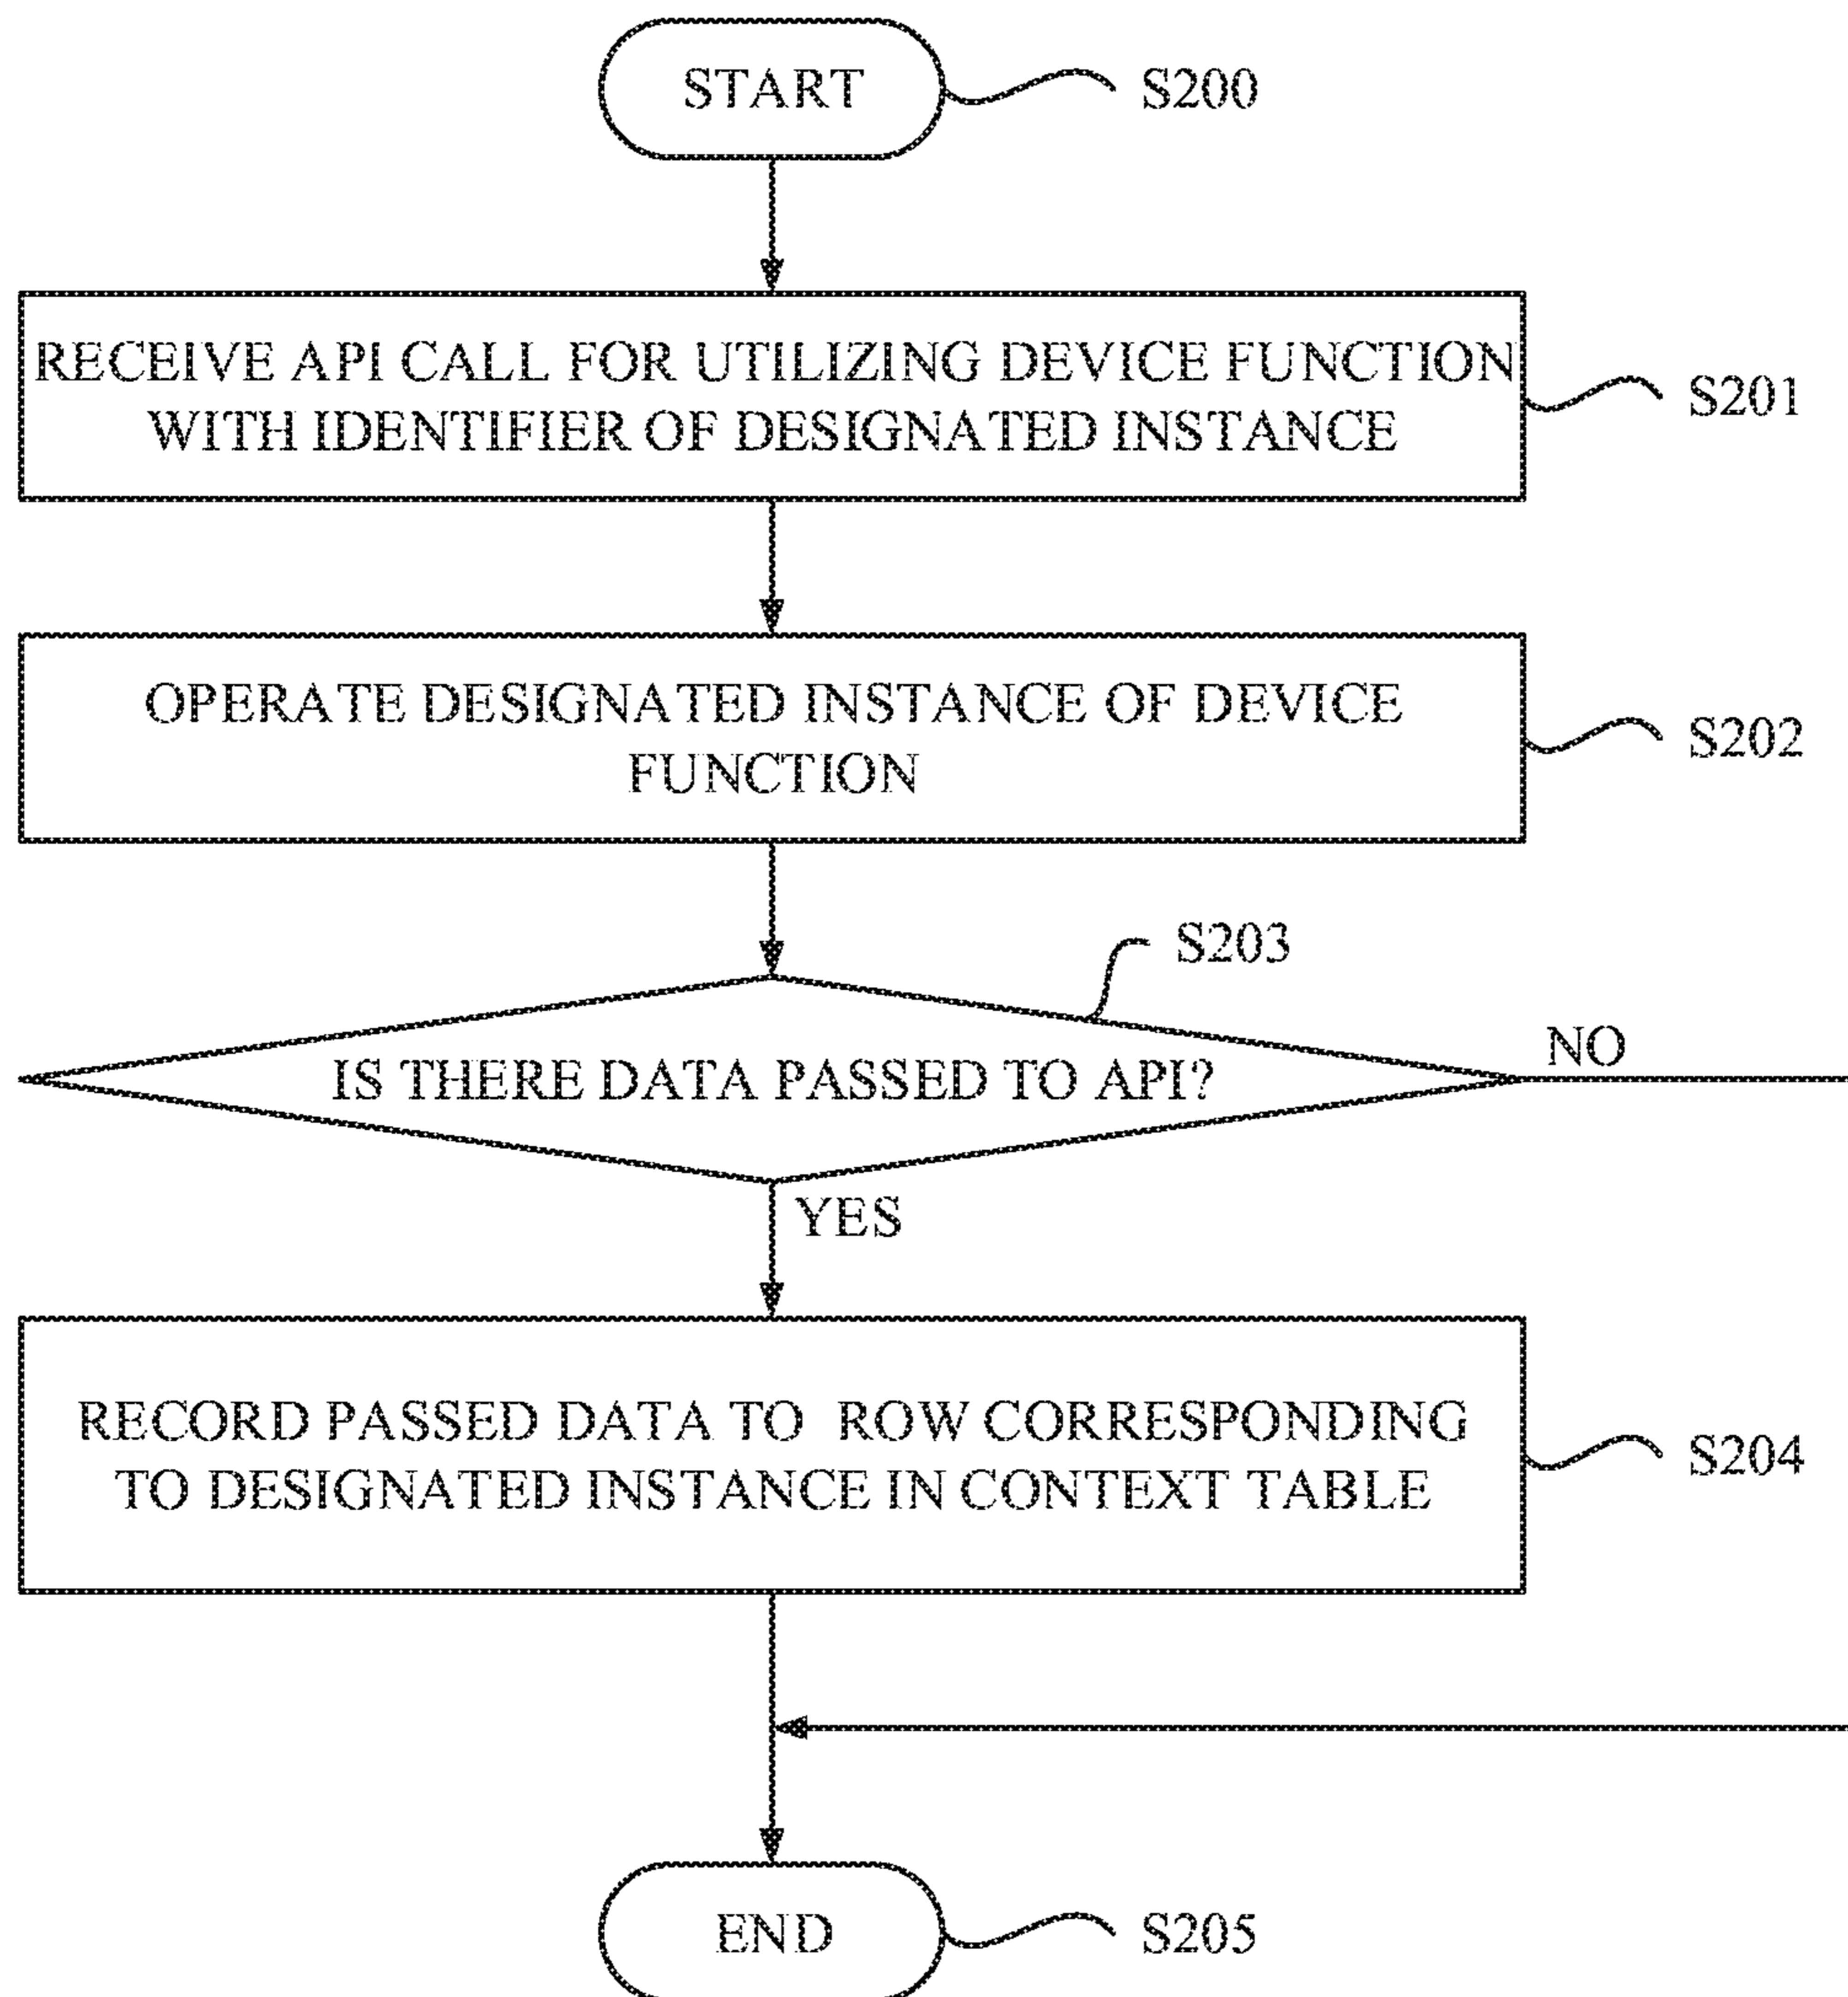 START
S200
RECEIVE API CALL FOR UTILIZING DEVICE FUNCTION
WITH IDENTIFIER OF DESIGNATED INSTANCE
S201
OPERATE DESIGNATED INSTANCE OF DEVICE
FUNCTION
S202
S203
IS THERE DATA PASSED TO API?
NO
YES
RECORD PASSED DATA TO ROW CORRESPONDING
TO DESIGNATED INSTANCE IN CONTEXT TABLE
S204
END
S205